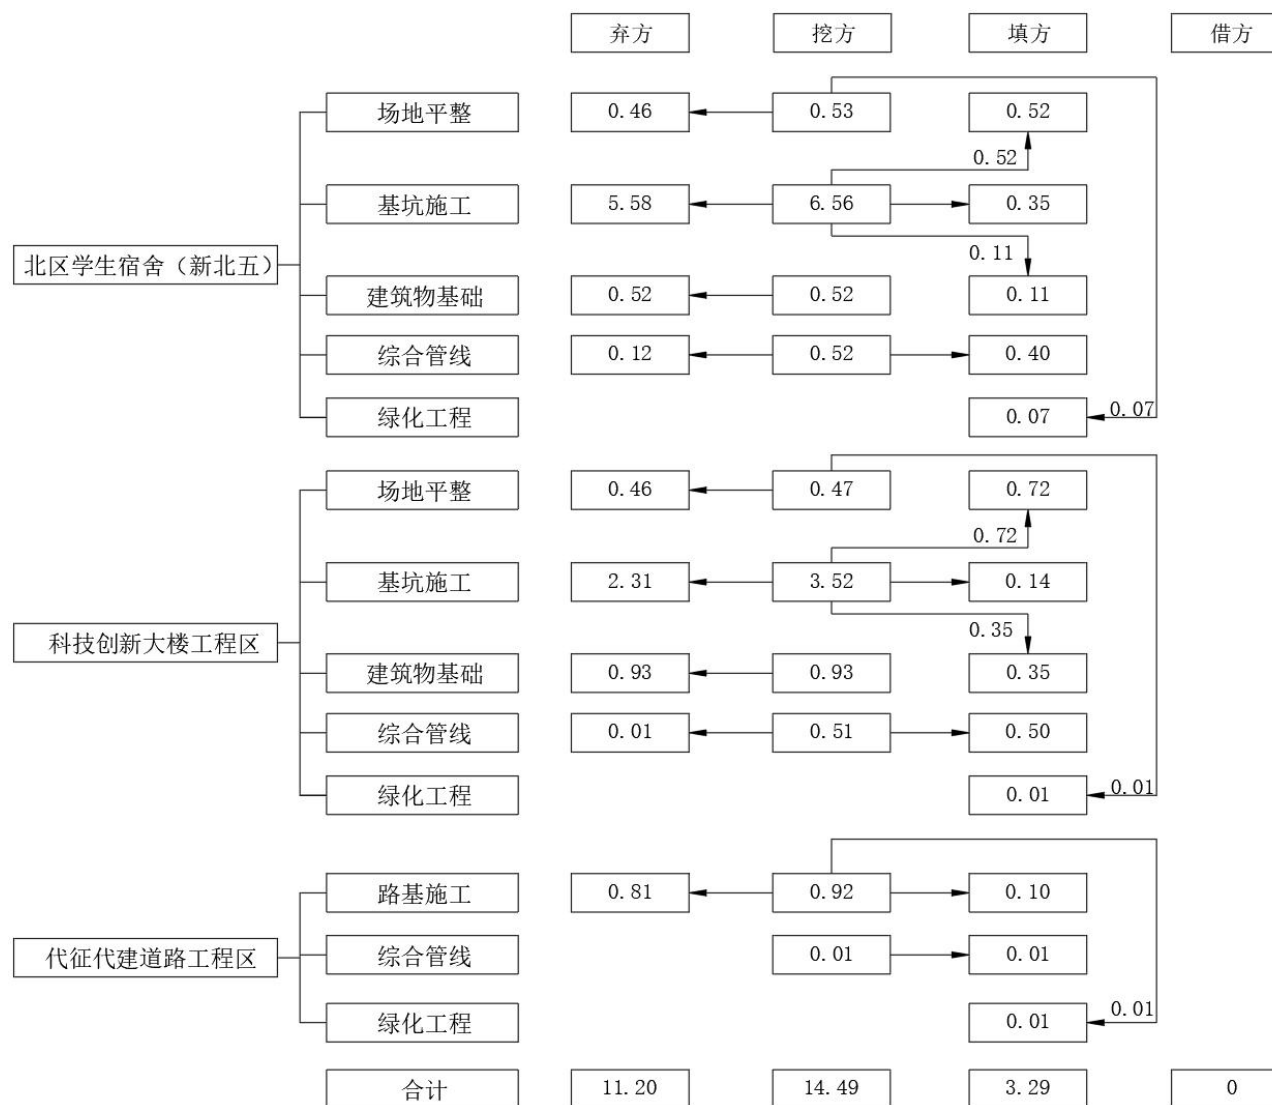 弃方 挖方 填方 借方
场地平整 0.46 0.53 0.52
0.52
基坑施工 5.58 6.56 0.35
0.11
北区学生宿舍（新北五）
建筑物基础 0.52 0.52 0.11
综合管线 0.12 0.52 0.40
绿化工程 0.07 0.07
场地平整 0.46 0.47 0.72
0.72
基坑施工 2.31 3.52 0.14
0.35
科技创新大楼工程区
建筑物基础 0.93 0.93 0.35
综合管线 0.01 0.51 0.50
绿化工程 0.01 0.01
路基施工 0.81 0.92 0.10
代征代建道路工程区
综合管线 0.01 0.01
绿化工程 0.01 0.01
合计 11.20 14.49 3.29 0